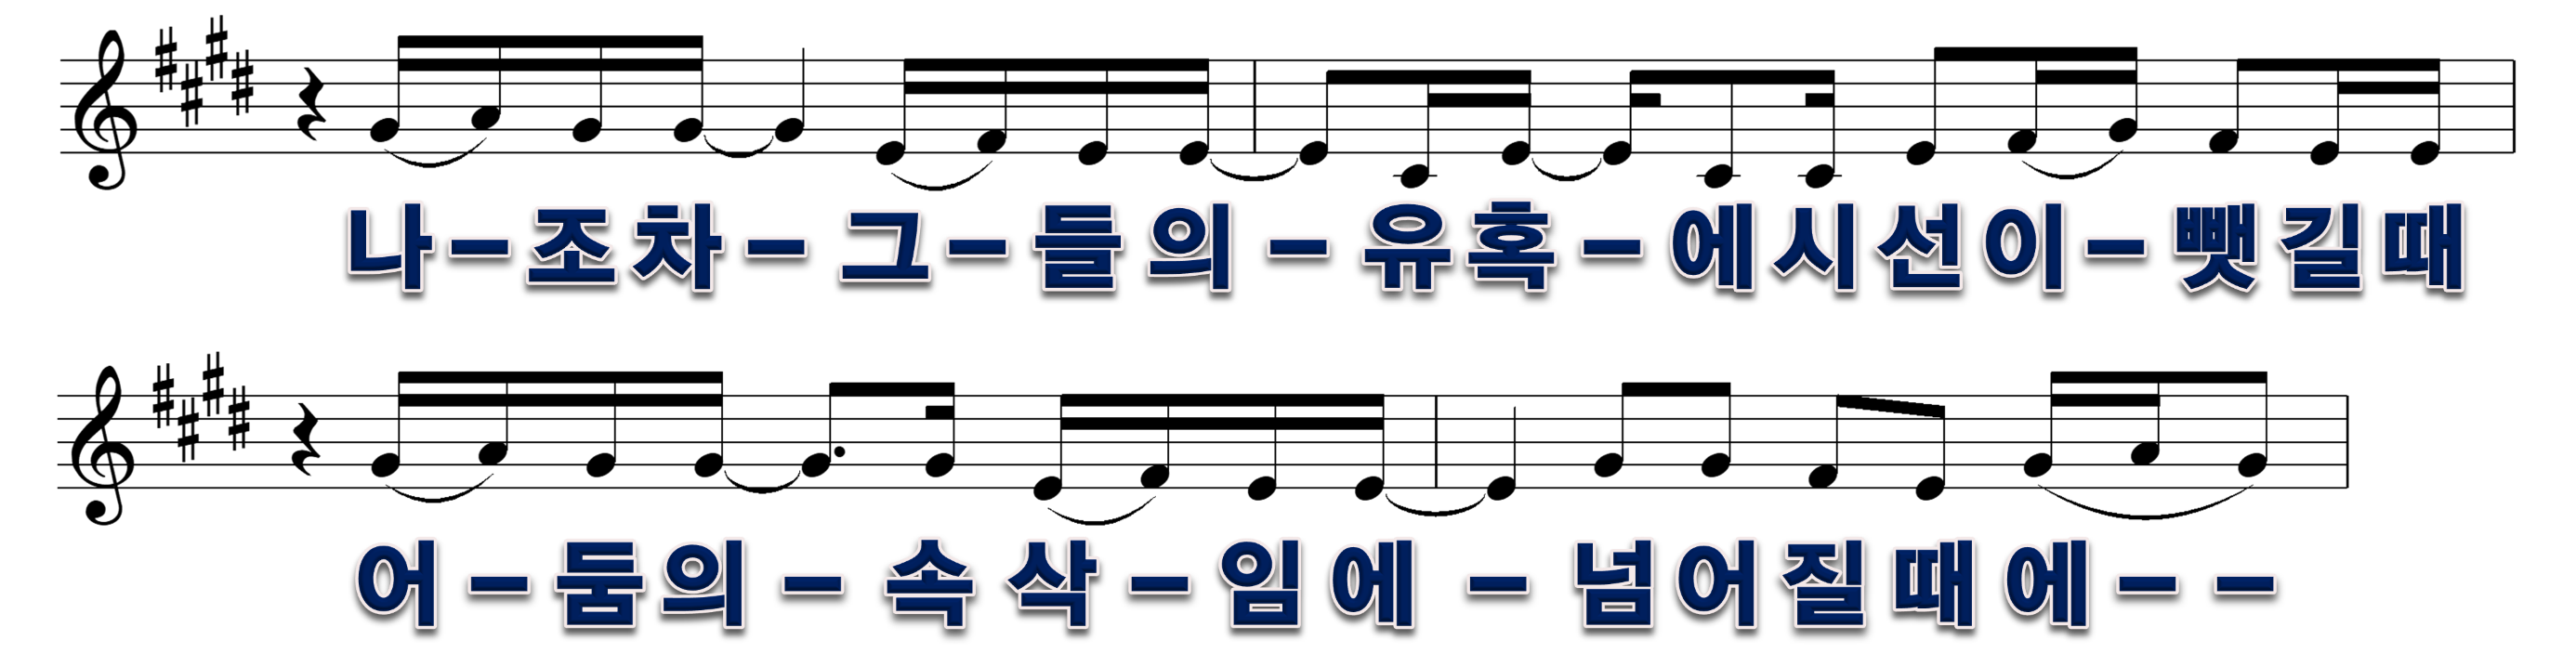 나-조차- 그-들의 - 유혹-에시선이- 뺏길때
어-둠의- 속 삭-임에 - 넘어질때에--